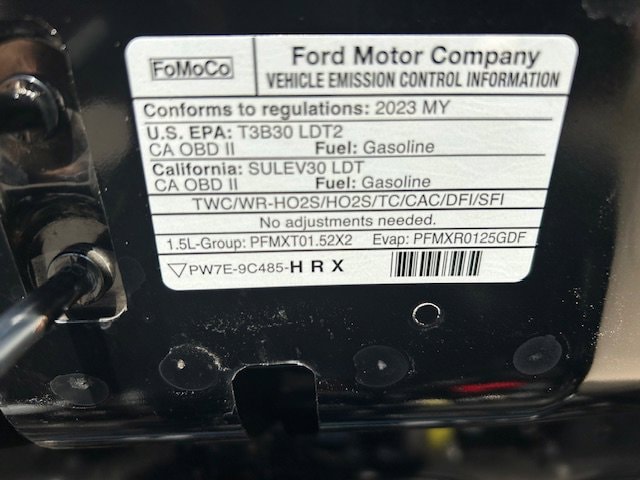 FoMoCo
Ford Motor Company
VEHICLE EMISSION CONTROL INFORMATION
Conforms to regulations: 2023 MY
U.S. EPA: T3B30 LDT2
CA OBD II Fuel: Gasoline
California: SULEV30 LDT
CA OBD II Fuel: Gasoline
TWC/WR-HO2S/HO2S/TC/CAC/DFI/SFI
No adjustments needed.
1.5L-Group: PFMXT01.52X2 Evap: PFMXR0125GDF
▽PW7E-9C485-H R X